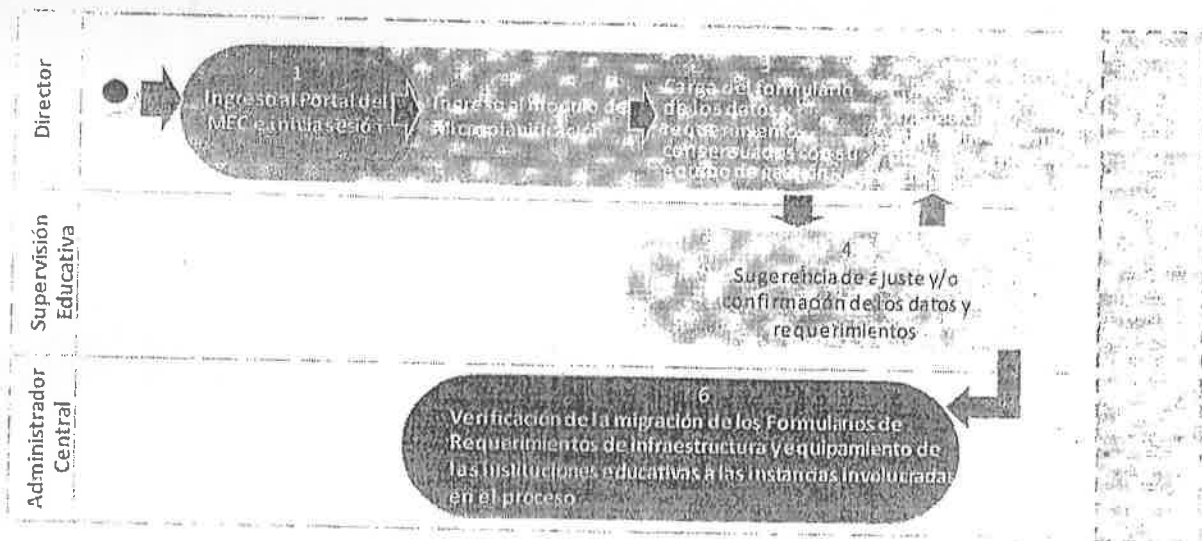 Director
1
Ingreso al Portal del
MEC e inicia sesión
Ingreso al módulo de
Microplanificación
Carga del formulario
de los datos y
requerimiento
consensuados con su
equipo de gestión
Supervisión
Educativa
4
Sugerencia de ajuste y/o
confirmación de los datos y
requerimientos
Administrador
Central
6
Verificación de la migración de los Formularios de
Requerimientos de infraestructura y equipamiento de
las instituciones educativas a las instancias involucradas
en el proceso